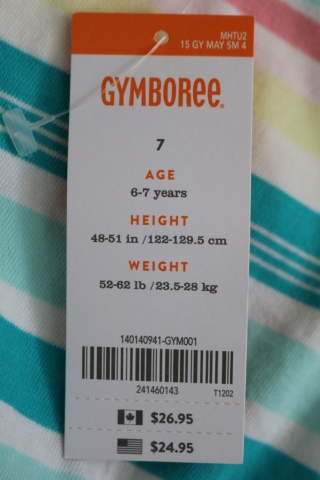 MHTU2
15 GY MAY SM 4
GYMBOREE
7
AGE
6-7 years
HEIGHT
48-51 in /122-129.5 cm
WEIGHT
52-62 lb /23.5-28 kg
140140941-GYM001
241460143
T1202
$26.95
$24.95